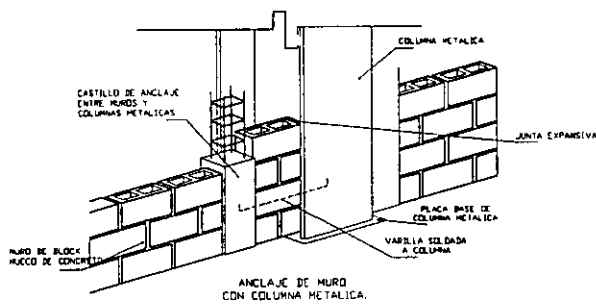 COLUMNA METALICA
CASTILLO DE ANCLAJE
ENTRE MUROS Y
COLUMNAS METALICAS
JUNTA EXPANSIVA
PLACA BASE DE
COLUMNA METALICA
MURO DE BLOCK
HUECO DE CONCRETO
VARILLA SOLDADA
A COLUMNA
ANCLAJE DE MURO
CON COLUMNA METALICA.